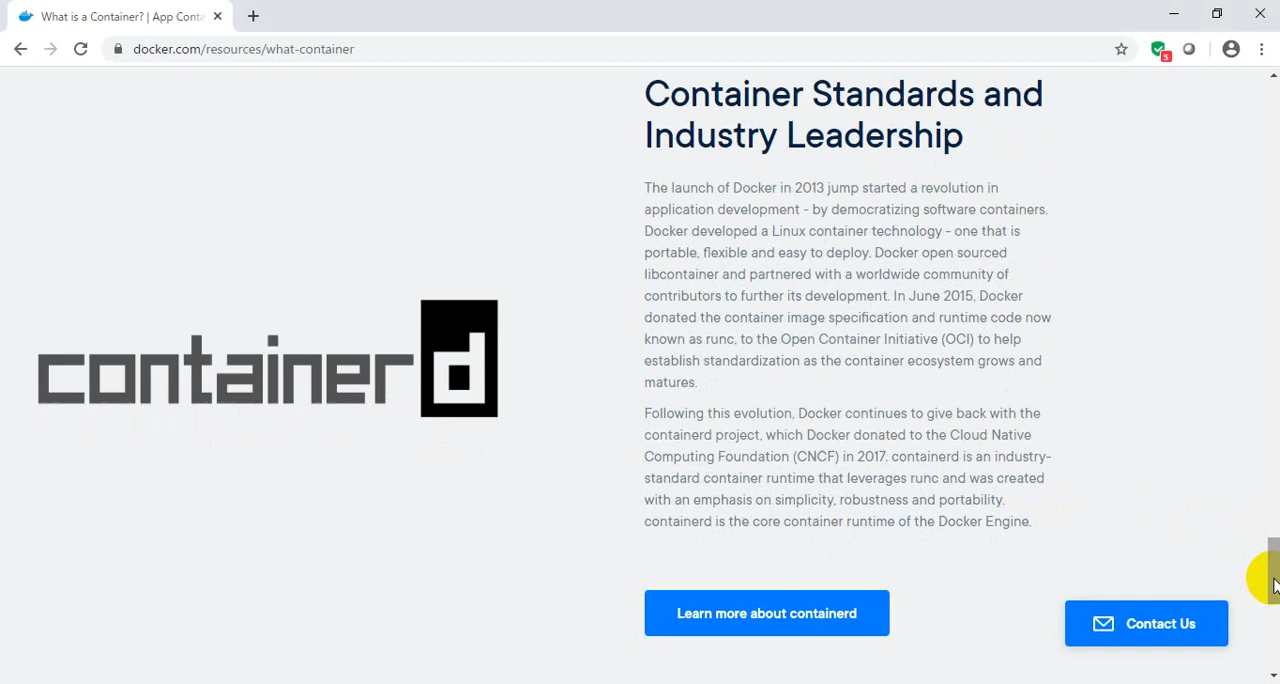 What is a Container? | App Conta
docker.com/resources/what-container
5
Container Standards and
Industry Leadership
The launch of Docker in 2013 jump started a revolution in
application development - by democratizing software containers.
Docker developed a Linux container technology - one that is
portable, flexible and easy to deploy. Docker open sourced
libcontainer and partnered with a worldwide community of
contributors to further its development. In June 2015, Docker
donated the container image specification and runtime code now
known as runc, to the Open Container Initiative (OCI) to help
establish standardization as the container ecosystem grows and
matures.
containerd
Following this evolution, Docker continues to give back with the
containerd project, which Docker donated to the Cloud Native
Computing Foundation (CNCF) in 2017. containerd is an industry-
standard container runtime that leverages runc and was created
with an emphasis on simplicity, robustness and portability.
containerd is the core container runtime of the Docker Engine.
Learn more about containerd
Contact Us